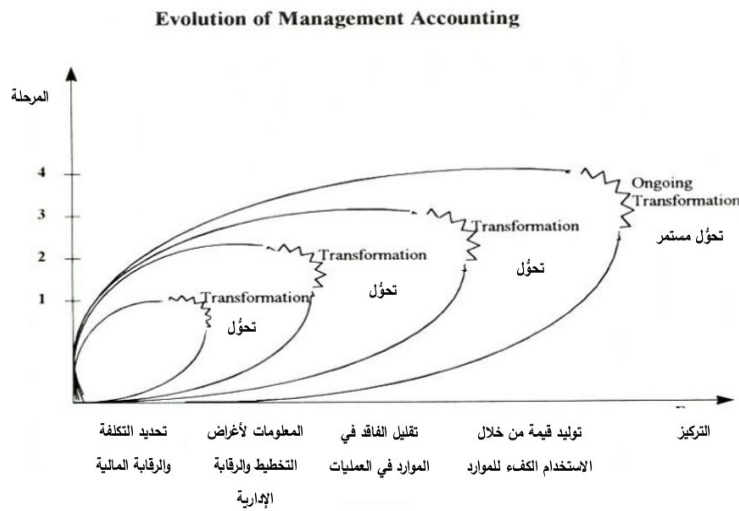 Evolution of Management Accounting
المرحلة
4
3
2
1
Ongoing
Transformation
تحوُّل مستمر
Transformation
تحوُّل
Transformation
تحوُّل
Transformation
تحوُّل
تحديد التكلفة
والرقابة المالية
المعلومات لأغراض
التخطيط والرقابة
الإدارية
تقليل الفاقد في
الموارد في العمليات
توليد قيمة من خلال
الاستخدام الكفء للموارد
التركيز